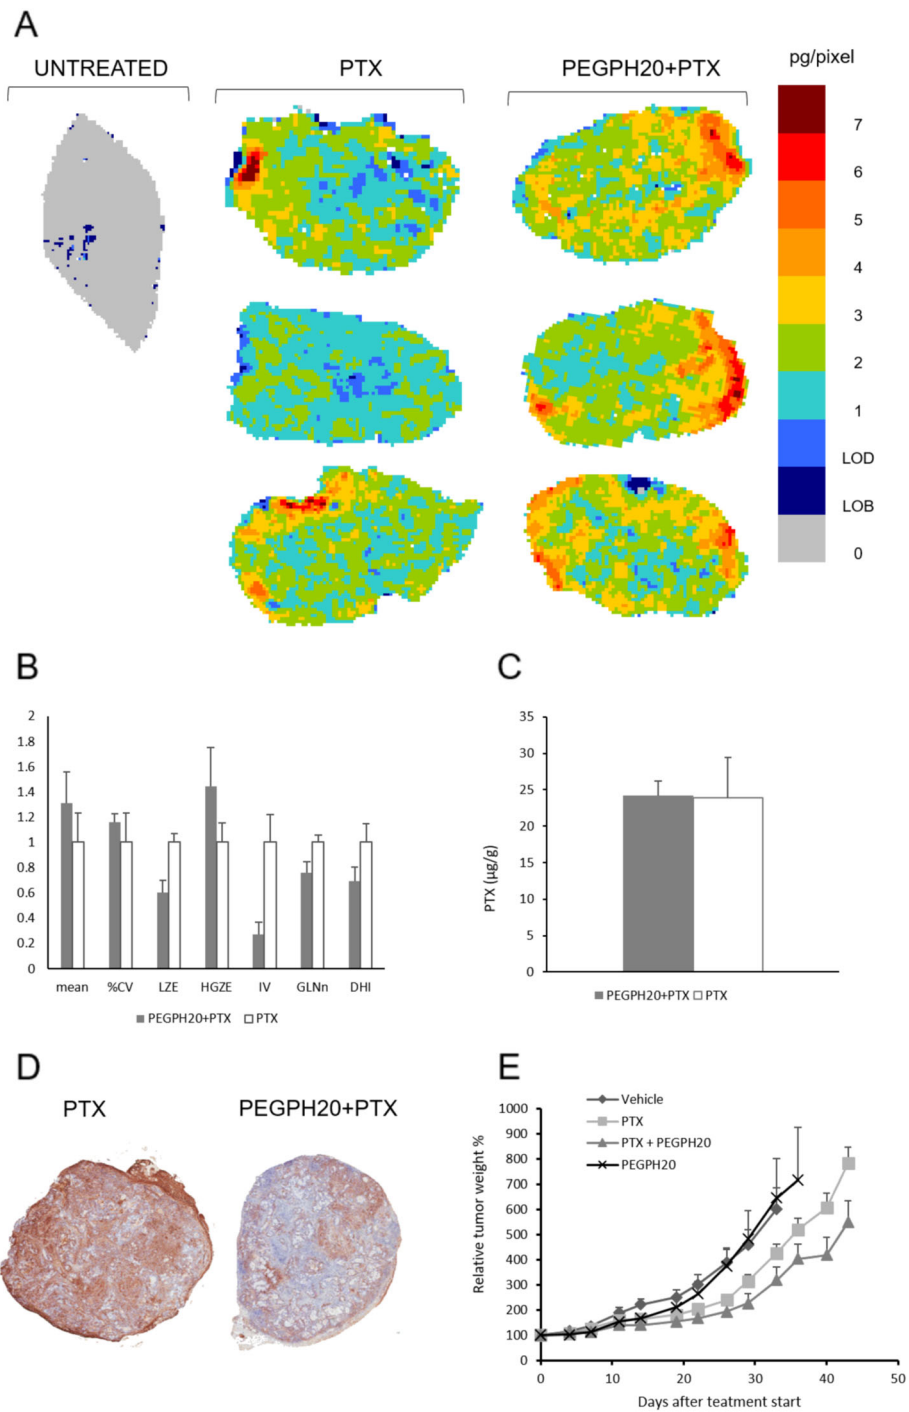 A
UNTREATED
PTX
PEGPH20+PTX
pg/pixel
7
6
5
4
3
2
1
LOD
LOB
0
B
2
1.8
1.6
1.4
1.2
1
0.8
0.6
0.4
0.2
0
mean %CV LZE HGZE IV GLNn DHI
PEGPH20+PTX PTX
C
PTX (µg/g)
35
30
25
20
15
10
5
0
PEGPH20+PTX PTX
D
PTX
PEGPH20+PTX
E
Vehicle
PTX
PTX + PEGPH20
PEGPH20
Relative tumor weight %
1000
900
800
700
600
500
400
300
200
100
0
0 10 20 30 40 50
Days after teatment start